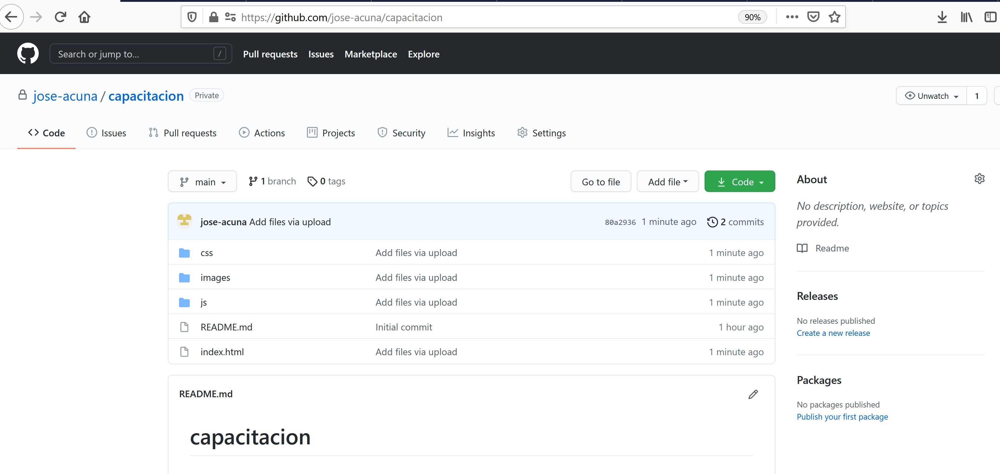 https://github.com/jose-acuna/capacitacion 90%
Search or jump to... / Pull requests Issues Marketplace Explore
jose-acuna / capacitacion Private Unwatch 1
Code Issues Pull requests Actions Projects Security Insights Settings
main 1 branch 0 tags Go to file Add file Code
jose-acuna Add files via upload 80a2936 1 minute ago 2 commits
css Add files via upload 1 minute ago
images Add files via upload 1 minute ago
js Add files via upload 1 minute ago
README.md Initial commit 1 hour ago
index.html Add files via upload 1 minute ago
README.md
capacitacion
About
No description, website, or topics
provided.
Readme
Releases
No releases published
Create a new release
Packages
No packages published
Publish your first package